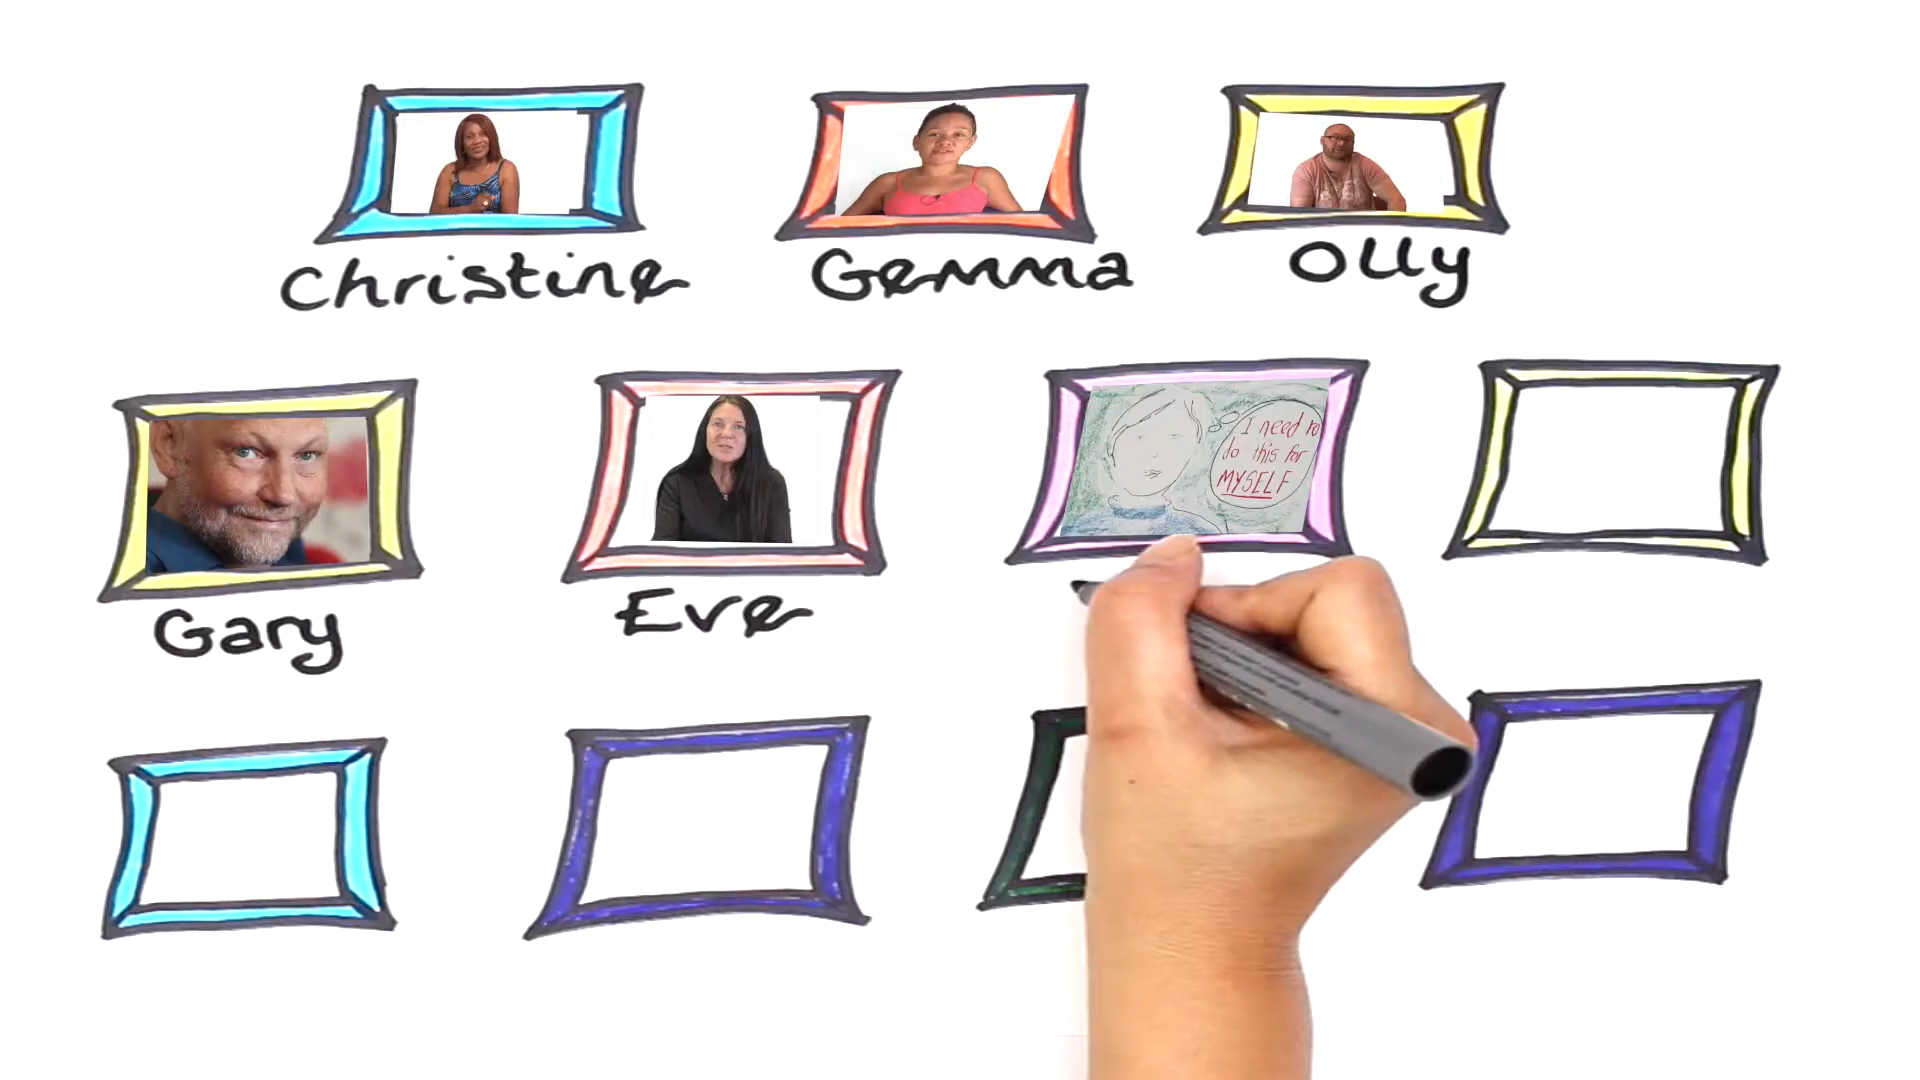 Christine
Gemma
Olly
I need to
do this for
MYSELF
Gary
Eve